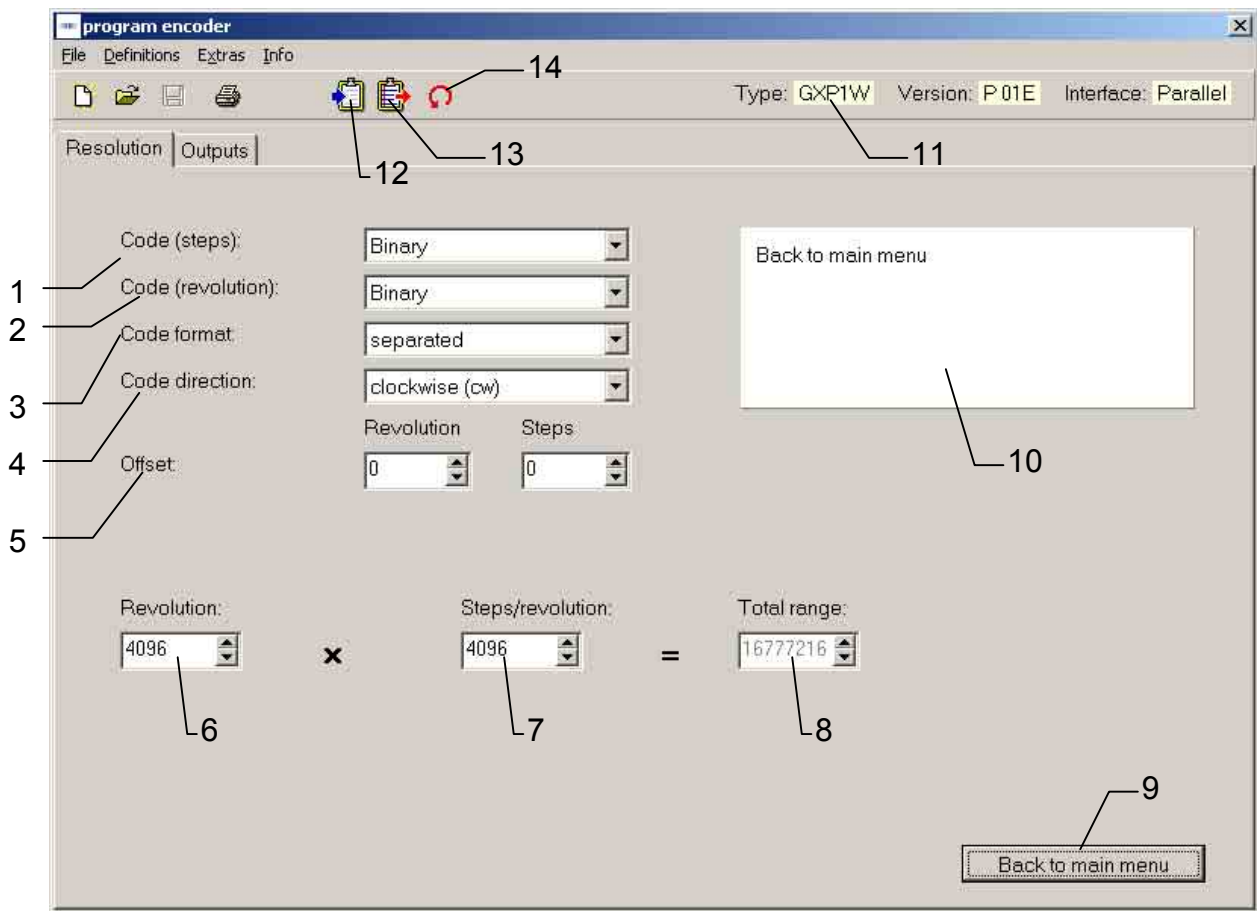 program encoder
File Definitions Extras Info
14
Type: GXP1W Version: P 01E Interface: Parallel
Resolution Outputs
12
13
11
Code (steps): Binary
Back to main menu
1
Code (revolution): Binary
2
Code format: separated
3
Code direction: clockwise (cw)
4
Revolution Steps
Offset: 0 0
10
5
Revolution: Steps/revolution: Total range:
4096 x 4096 = 16777216
6 7 8
9
Back to main menu